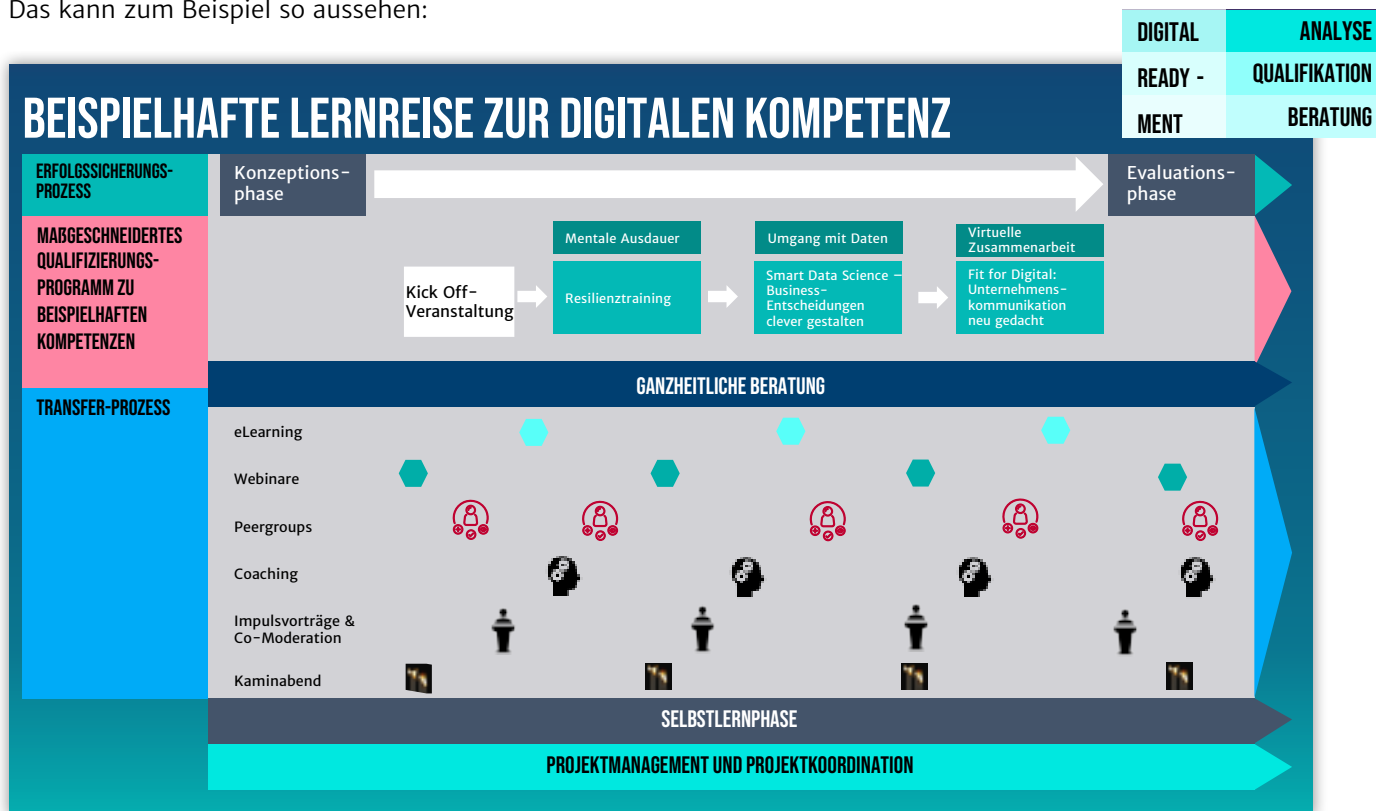 Das kann zum Beispiel so aussehen:
DIGITAL ANALYSE
READY - QUALIFIKATION
MENT BERATUNG
BEISPIELHAFTE LERNREISE ZUR DIGITALEN KOMPETENZ
ERFOLGSSICHERUNGS-
PROZESS
Konzeptions-
phase
Evaluations-
phase
MAßGESCHNEIDERTES
QUALIFIZIERUNGS-
PROGRAMM ZU
BEISPIELHAFTEN
KOMPETENZEN
Kick Off-
Veranstaltung
Mentale Ausdauer
Resilienztraining
Umgang mit Daten
Smart Data Science –
Business-
Entscheidungen
clever gestalten
Virtuelle
Zusammenarbeit
Fit for Digital:
Unternehmens-
kommunikation
neu gedacht
GANZHEITLICHE BERATUNG
TRANSFER-PROZESS
eLearning
Webinare
Peergroups
Coaching
Impulsvorträge &
Co-Moderation
Kaminabend
SELBSTLERNPHASE
PROJEKTMANAGEMENT UND PROJEKTKOORDINATION